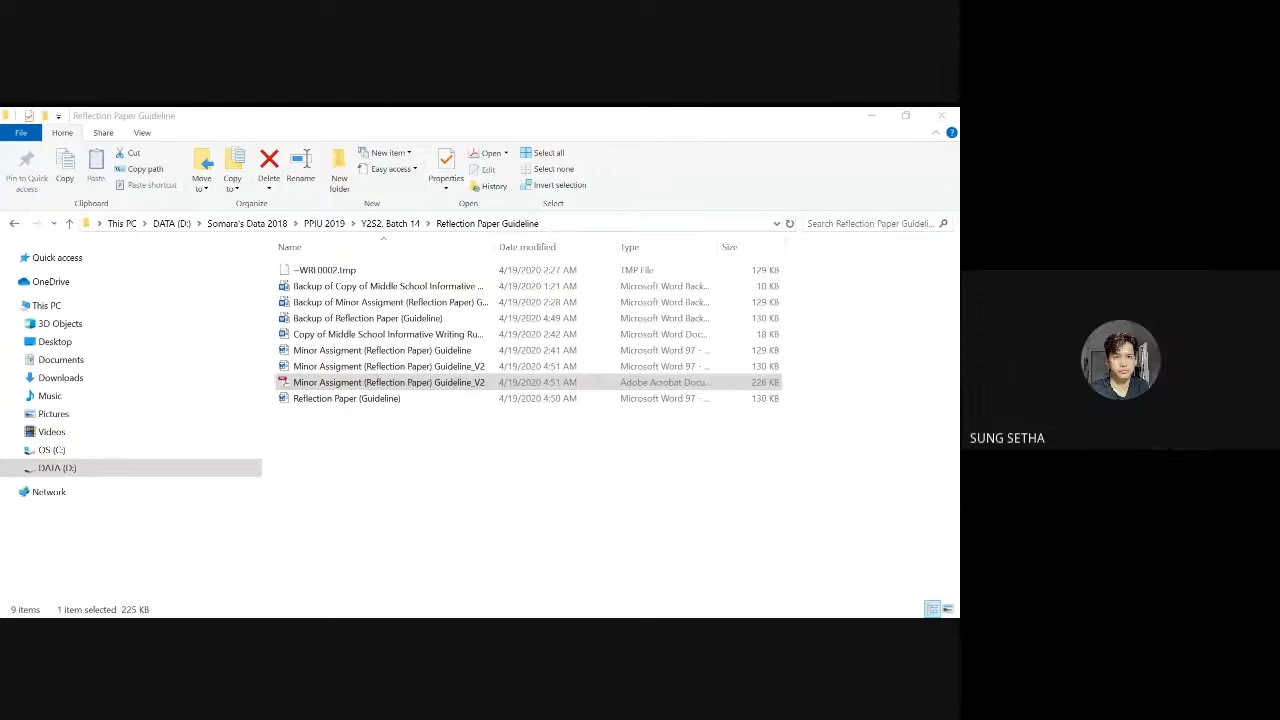 Reflection Paper Guideline
File Home Share View
Pin to Quick access
Copy
Paste
Cut
Copy path
Paste shortcut
Clipboard
Move to
Copy to
Delete
Rename
Organize
New folder
New item
Easy access
New
Properties
Open
Edit
History
Open
Select all
Select none
Invert selection
Select
This PC > DATA (D:) > Somara's Data 2018 > PPIU 2019 > Y2S2, Batch 14 > Reflection Paper Guideline
Search Reflection Paper Guideli...
Quick access
OneDrive
This PC
3D Objects
Desktop
Documents
Downloads
Music
Pictures
Videos
OS (C:)
DATA (D:)
Network
Name Date modified Type Size
~WRL0002.tmp 4/19/2020 2:27 AM TMP File 129 KB
Backup of Copy of Middle School Informative ... 4/19/2020 1:21 AM Microsoft Word Back... 10 KB
Backup of Minor Assigment (Reflection Paper) G... 4/19/2020 2:28 AM Microsoft Word Back... 129 KB
Backup of Reflection Paper (Guideline) 4/19/2020 4:49 AM Microsoft Word Back... 130 KB
Copy of Middle School Informative Writing Ru... 4/19/2020 2:42 AM Microsoft Word Doc... 18 KB
Minor Assigment (Reflection Paper) Guideline 4/19/2020 2:41 AM Microsoft Word 97 - ... 129 KB
Minor Assigment (Reflection Paper) Guideline_V2 4/19/2020 4:51 AM Microsoft Word 97 - ... 130 KB
Minor Assigment (Reflection Paper) Guideline_V2 4/19/2020 4:51 AM Adobe Acrobat Docu... 226 KB
Reflection Paper (Guideline) 4/19/2020 4:50 AM Microsoft Word 97 - ... 130 KB
9 items 1 item selected 225 KB
SUNG SETHA